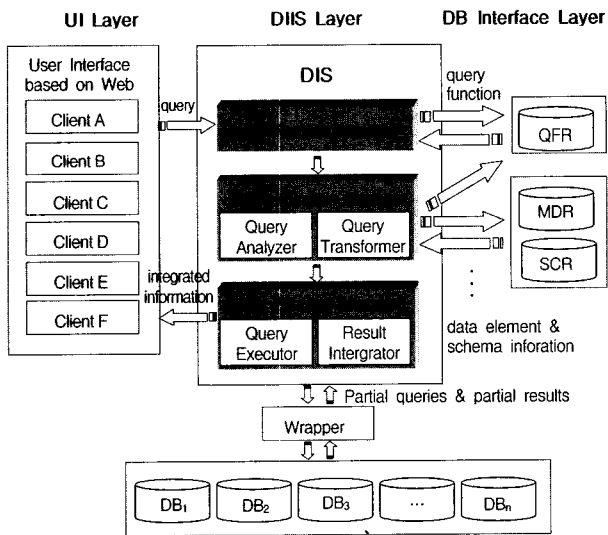 UI Layer
DIIS Layer
DB Interface Layer
User Interface
based on Web
Client A
Client B
Client C
Client D
Client E
Client F
query
integrated
information
DIS
Query
Analyzer
Query
Transformer
Query
Executor
Result
Intergrator
query
function
QFR
MDR
SCR
data element &
schema inforation
Partial queries & partial results
Wrapper
DB₁
DB₂
DB₃
...
DBₙ